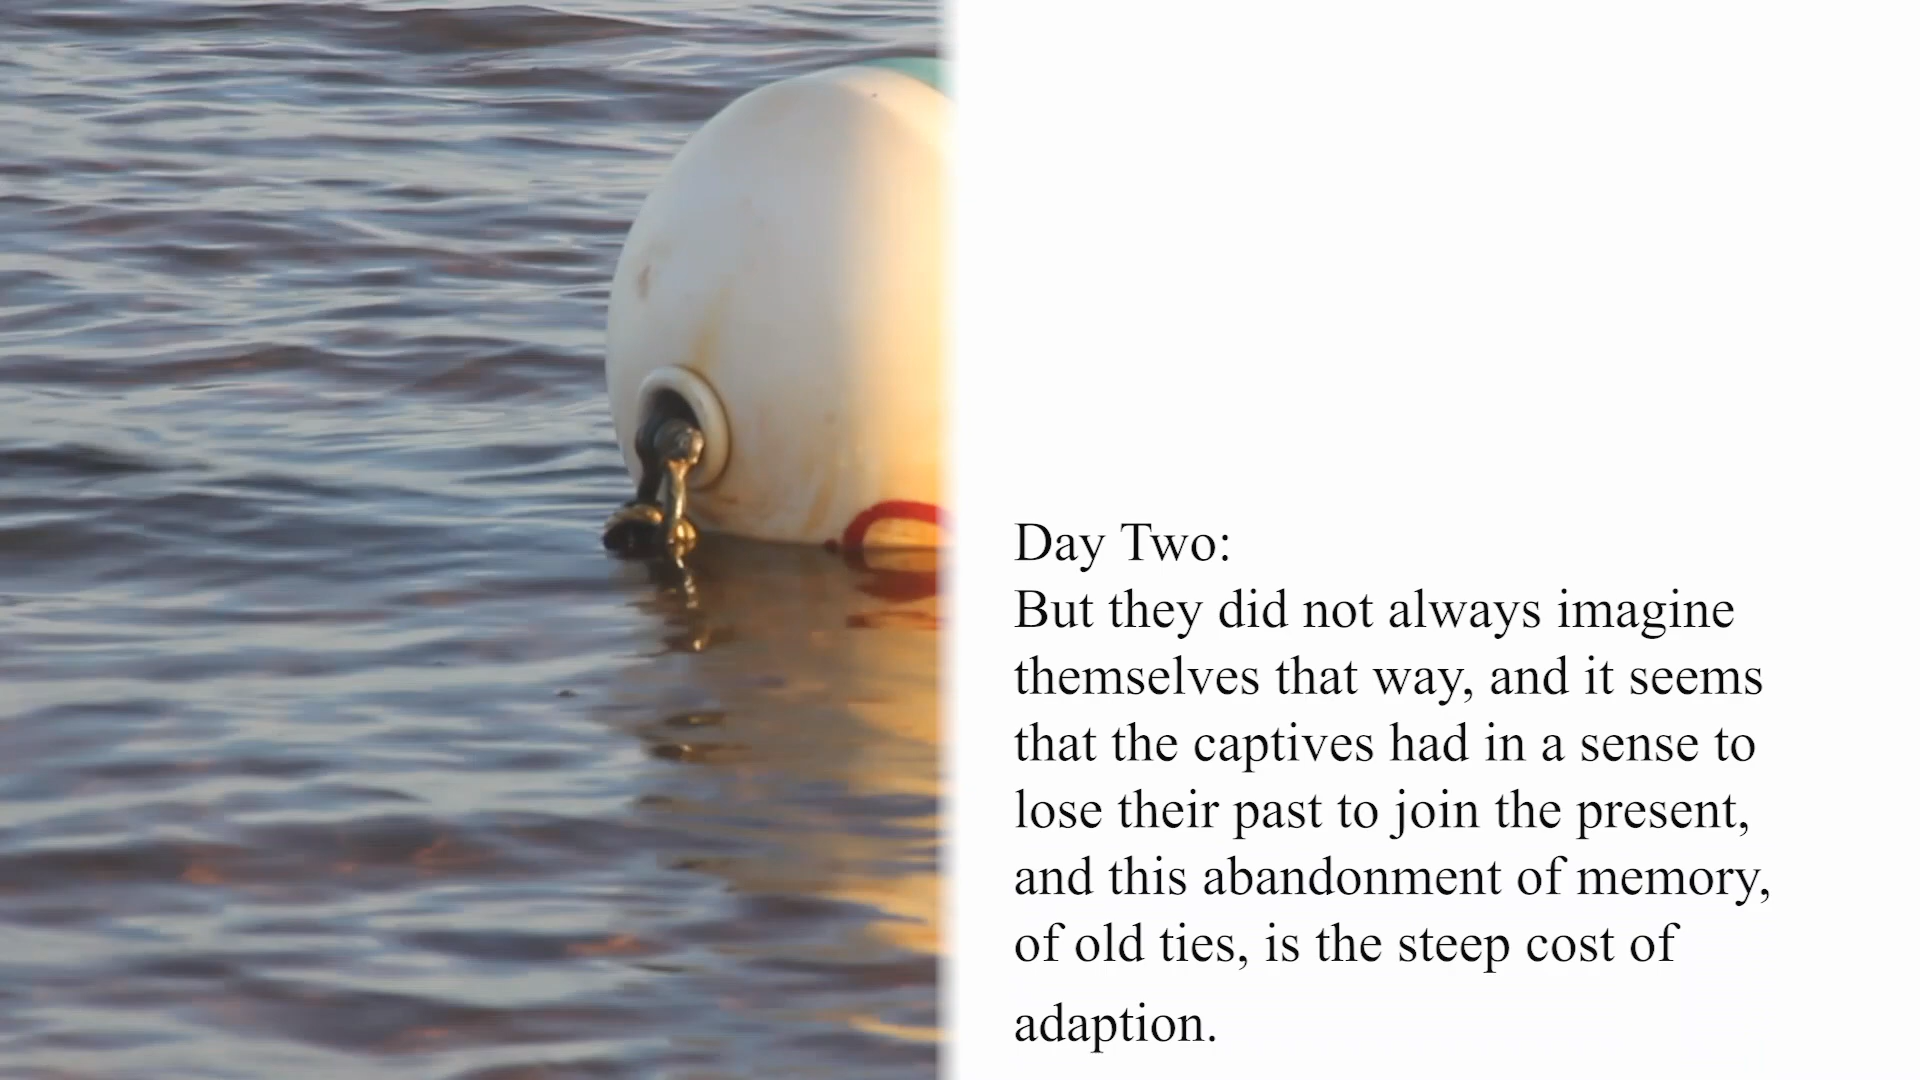 Day Two:
But they did not always imagine
themselves that way, and it seems
that the captives had in a sense to
lose their past to join the present,
and this abandonment of memory,
of old ties, is the steep cost of
adaption.